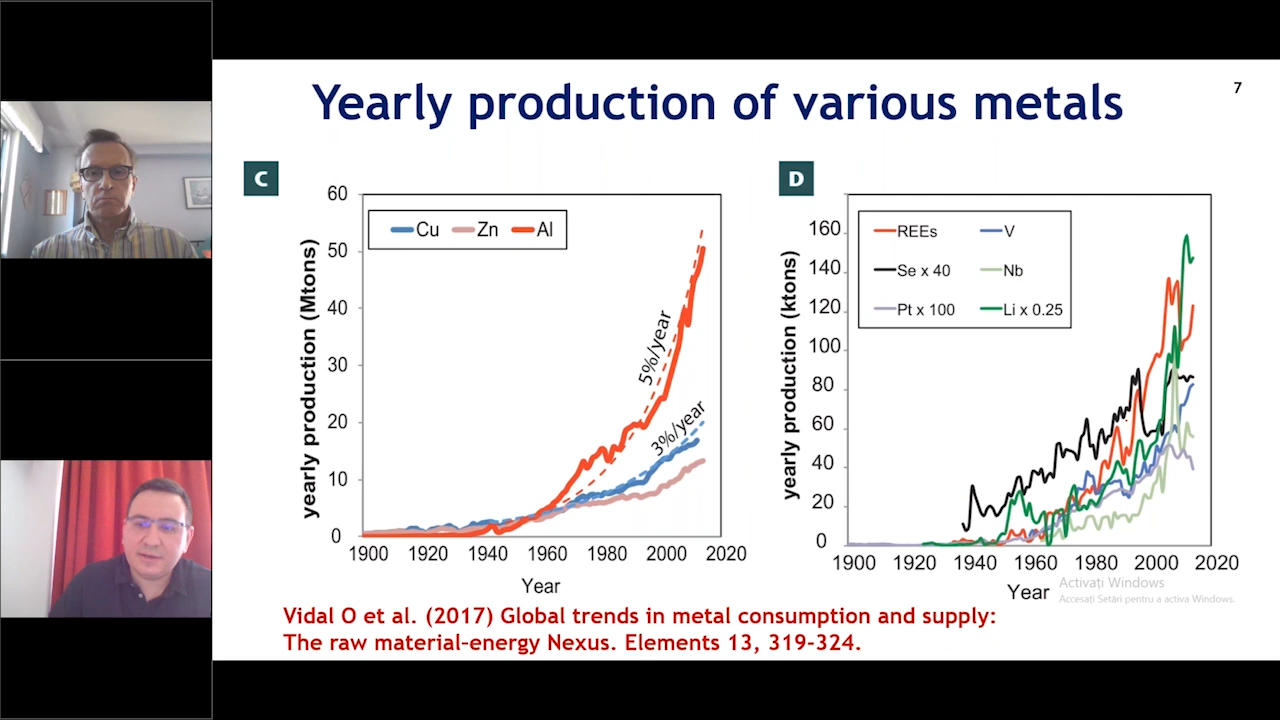 Yearly production of various metals
7
C
60
50
40
30
20
10
0
yearly production (Mtons)
Cu Zn Al
5%/year
3%/year
1900 1920 1940 1960 1980 2000 2020
Year
D
160
140
120
100
80
60
40
20
0
yearly production (ktons)
REEs V
Se x 40 Nb
Pt x 100 Li x 0.25
1900 1920 1940 1960 1980 2000 2020
Year
Activați Windows
Accesați Setări pentru a activa Windows.
Vidal O et al. (2017) Global trends in metal consumption and supply:
The raw material-energy Nexus. Elements 13, 319-324.